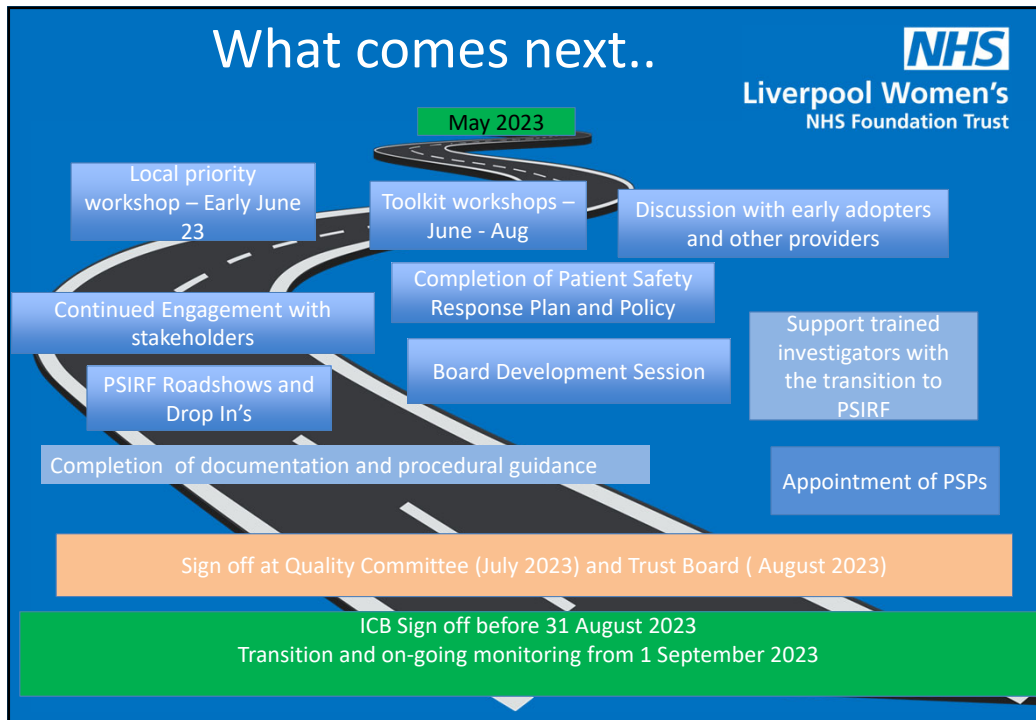 What comes next..
NHS
Liverpool Women's
NHS Foundation Trust
May 2023
Local priority
workshop – Early June
23
Toolkit workshops –
June - Aug
Discussion with early adopters
and other providers
Completion of Patient Safety
Response Plan and Policy
Continued Engagement with
stakeholders
Support trained
investigators with
the transition to
PSIRF
Board Development Session
PSIRF Roadshows and
Drop In's
Completion of documentation and procedural guidance
Appointment of PSPs
Sign off at Quality Committee (July 2023) and Trust Board ( August 2023)
ICB Sign off before 31 August 2023
Transition and on-going monitoring from 1 September 2023